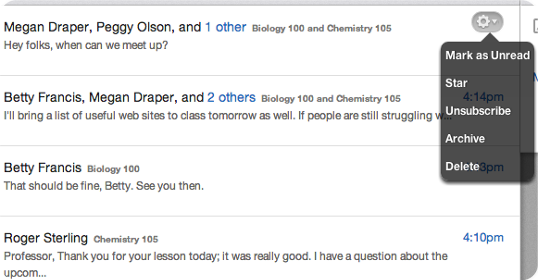 Megan Draper, Peggy Olson, and 1 other Biology 100 and Chemistry 105
Hey folks, when can we meet up?
Mark as Unread
Star
Unsubscribe
Archive
Delete
Betty Francis, Megan Draper, and 2 others Biology 100 and Chemistry 105 4:14pm
I'll bring a list of useful web sites to class tomorrow as well. If people are still struggling w...
Betty Francis Biology 100
That should be fine, Betty. See you then.
Roger Sterling Chemistry 105 4:10pm
Professor, Thank you for your lesson today; it was really good. I have a question about the
upcom...